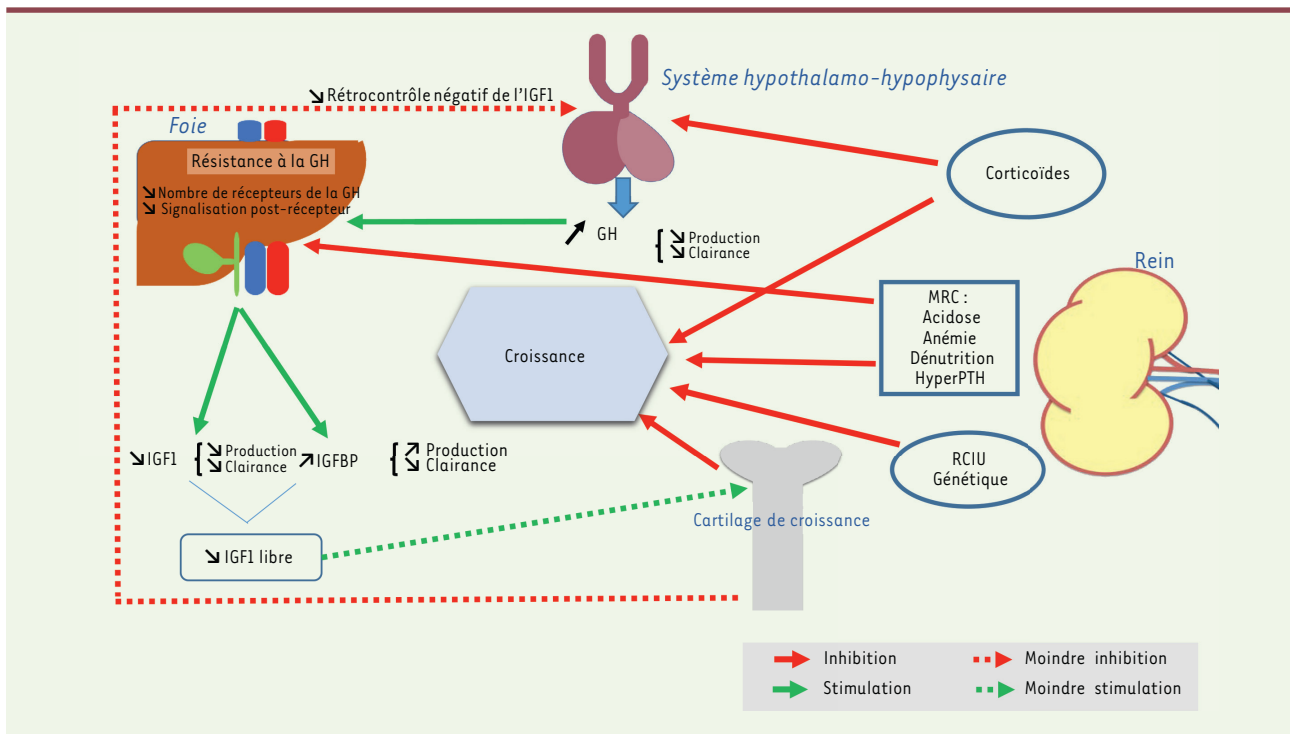 Système hypothalamo-hypophysaire
↘ Rétrocontrôle négatif de l’IGF1
Foie
Résistance à la GH
↘ Nombre de récepteurs de la GH
↘ Signalisation post-récepteur
↗ GH
{ ↘ Production
↘ Clairance
Corticoïdes
Rein
MRC :
Acidose
Anémie
Dénutrition
HyperPTH
Croissance
↘ IGF1
{ ↘ Production
↘ Clairance
↗ IGFBP
{ ↗ Production
↘ Clairance
RCIU
Génétique
Cartilage de croissance
↘ IGF1 libre
Inhibition
Moindre inhibition
Stimulation
Moindre stimulation